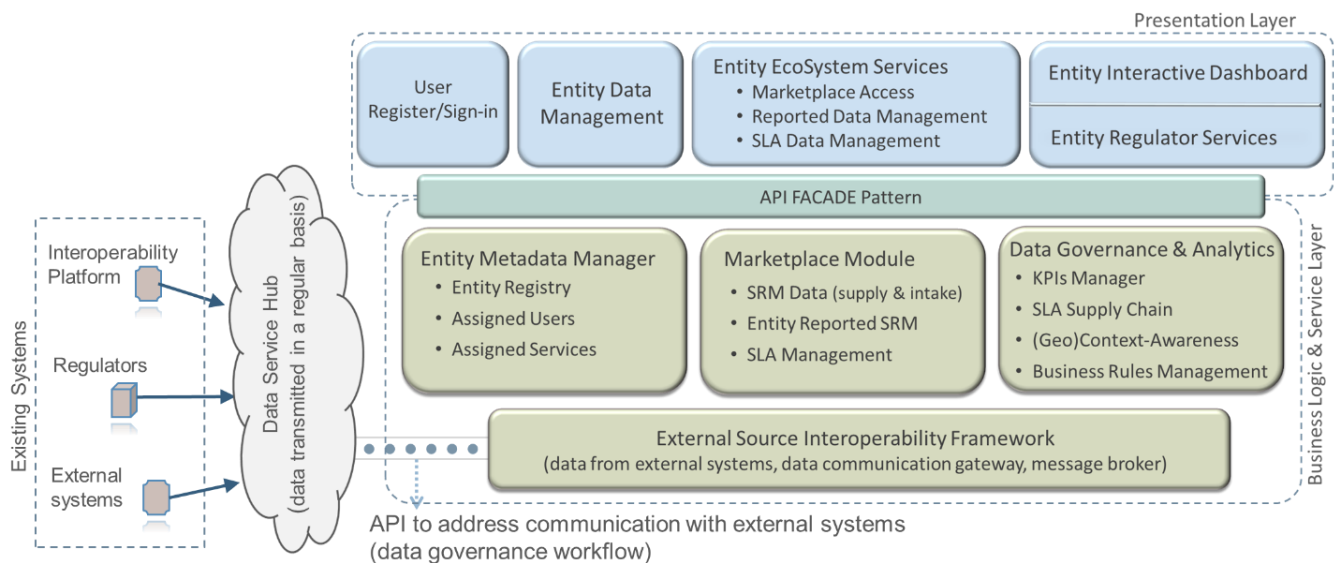 Presentation Layer
User
Register/Sign-in
Entity Data
Management
Entity EcoSystem Services
• Marketplace Access
• Reported Data Management
• SLA Data Management
Entity Interactive Dashboard
Entity Regulator Services
API FACADE Pattern
Existing Systems
Interoperability
Platform
Regulators
External
systems
Data Service Hub
(data transmitted in a regular basis)
Entity Metadata Manager
• Entity Registry
• Assigned Users
• Assigned Services
Marketplace Module
• SRM Data (supply & intake)
• Entity Reported SRM
• SLA Management
Data Governance & Analytics
• KPIs Manager
• SLA Supply Chain
• (Geo)Context-Awareness
• Business Rules Management
Business Logic & Service Layer
External Source Interoperability Framework
(data from external systems, data communication gateway, message broker)
API to address communication with external systems
(data governance workflow)